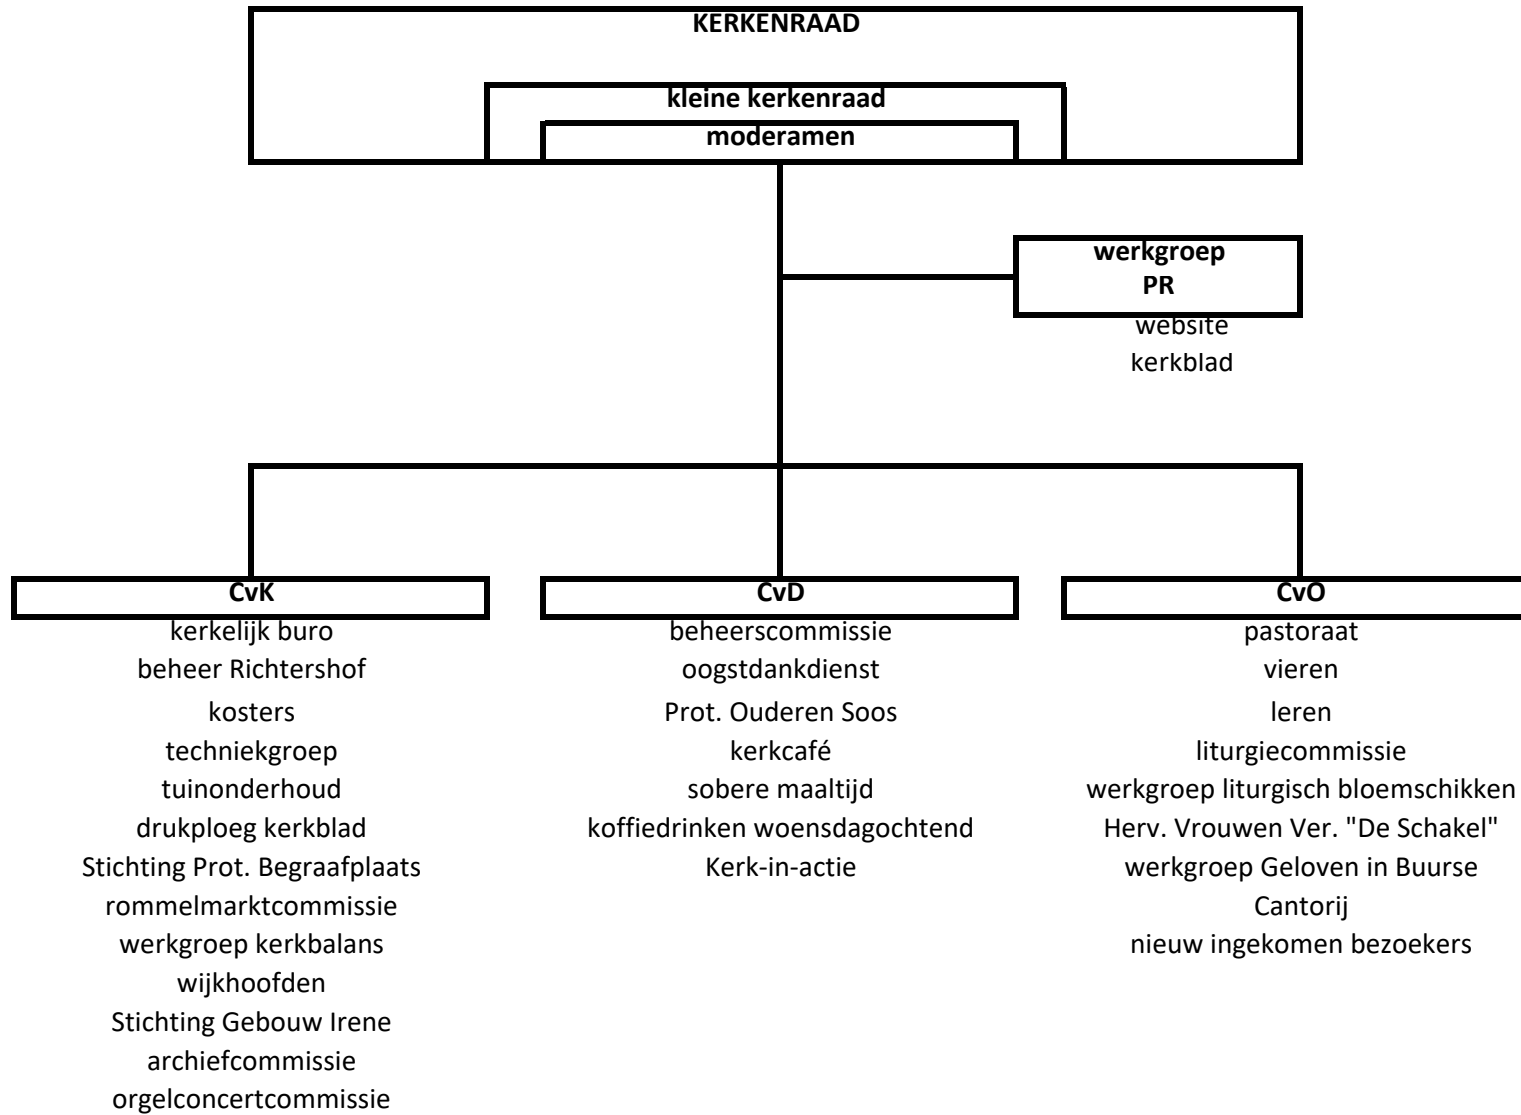 KERKENRAAD
kleine kerkenraad
moderamen
werkgroep
PR
website
kerkblad
CvK
kerkelijk buro
beheer Richtershof
kosters
techniekgroep
tuinonderhoud
drukploeg kerkblad
Stichting Prot. Begraafplaats
rommelmarktcommissie
werkgroep kerkbalans
wijkhoofden
Stichting Gebouw Irene
archiefcommissie
orgelconcertcommissie
CvD
beheerscommissie
oogstdankdienst
Prot. Ouderen Soos
kerkcafé
sobere maaltijd
koffiedrinken woensdagochtend
Kerk-in-actie
CvO
pastoraat
vieren
leren
liturgiecommissie
werkgroep liturgisch bloemschikken
Herv. Vrouwen Ver. "De Schakel"
werkgroep Geloven in Buurse
Cantorij
nieuw ingekomen bezoekers